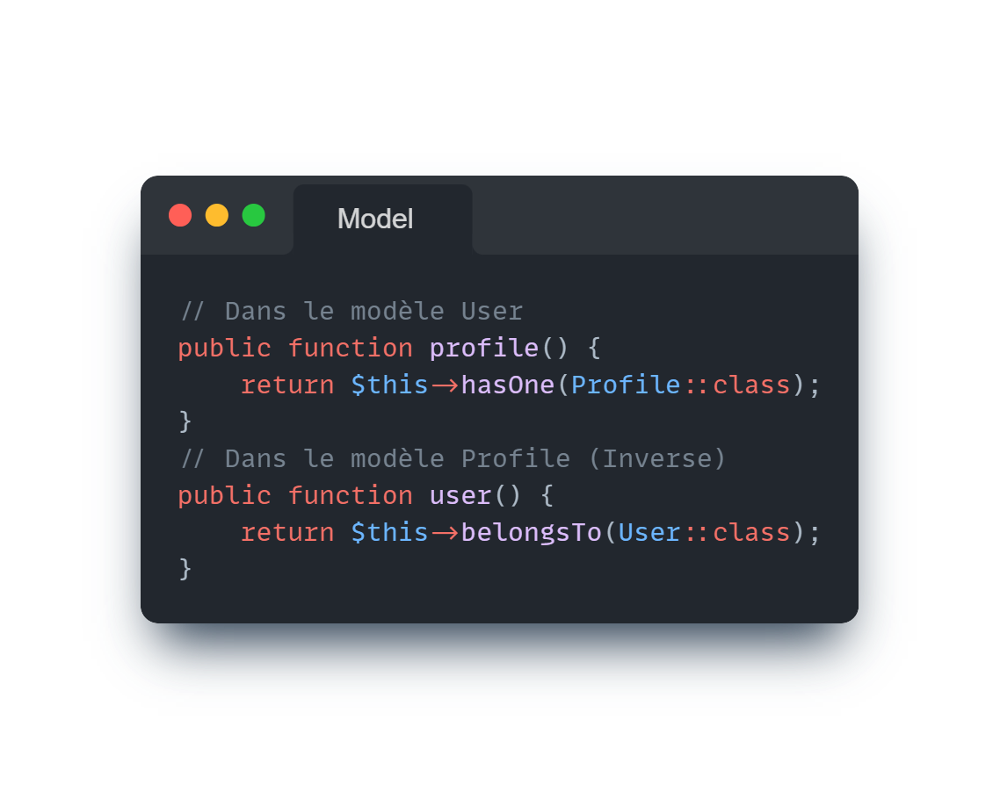 Model
// Dans le modèle User
public function profile() {
    return $this->hasOne(Profile::class);
}
// Dans le modèle Profile (Inverse)
public function user() {
    return $this->belongsTo(User::class);
}